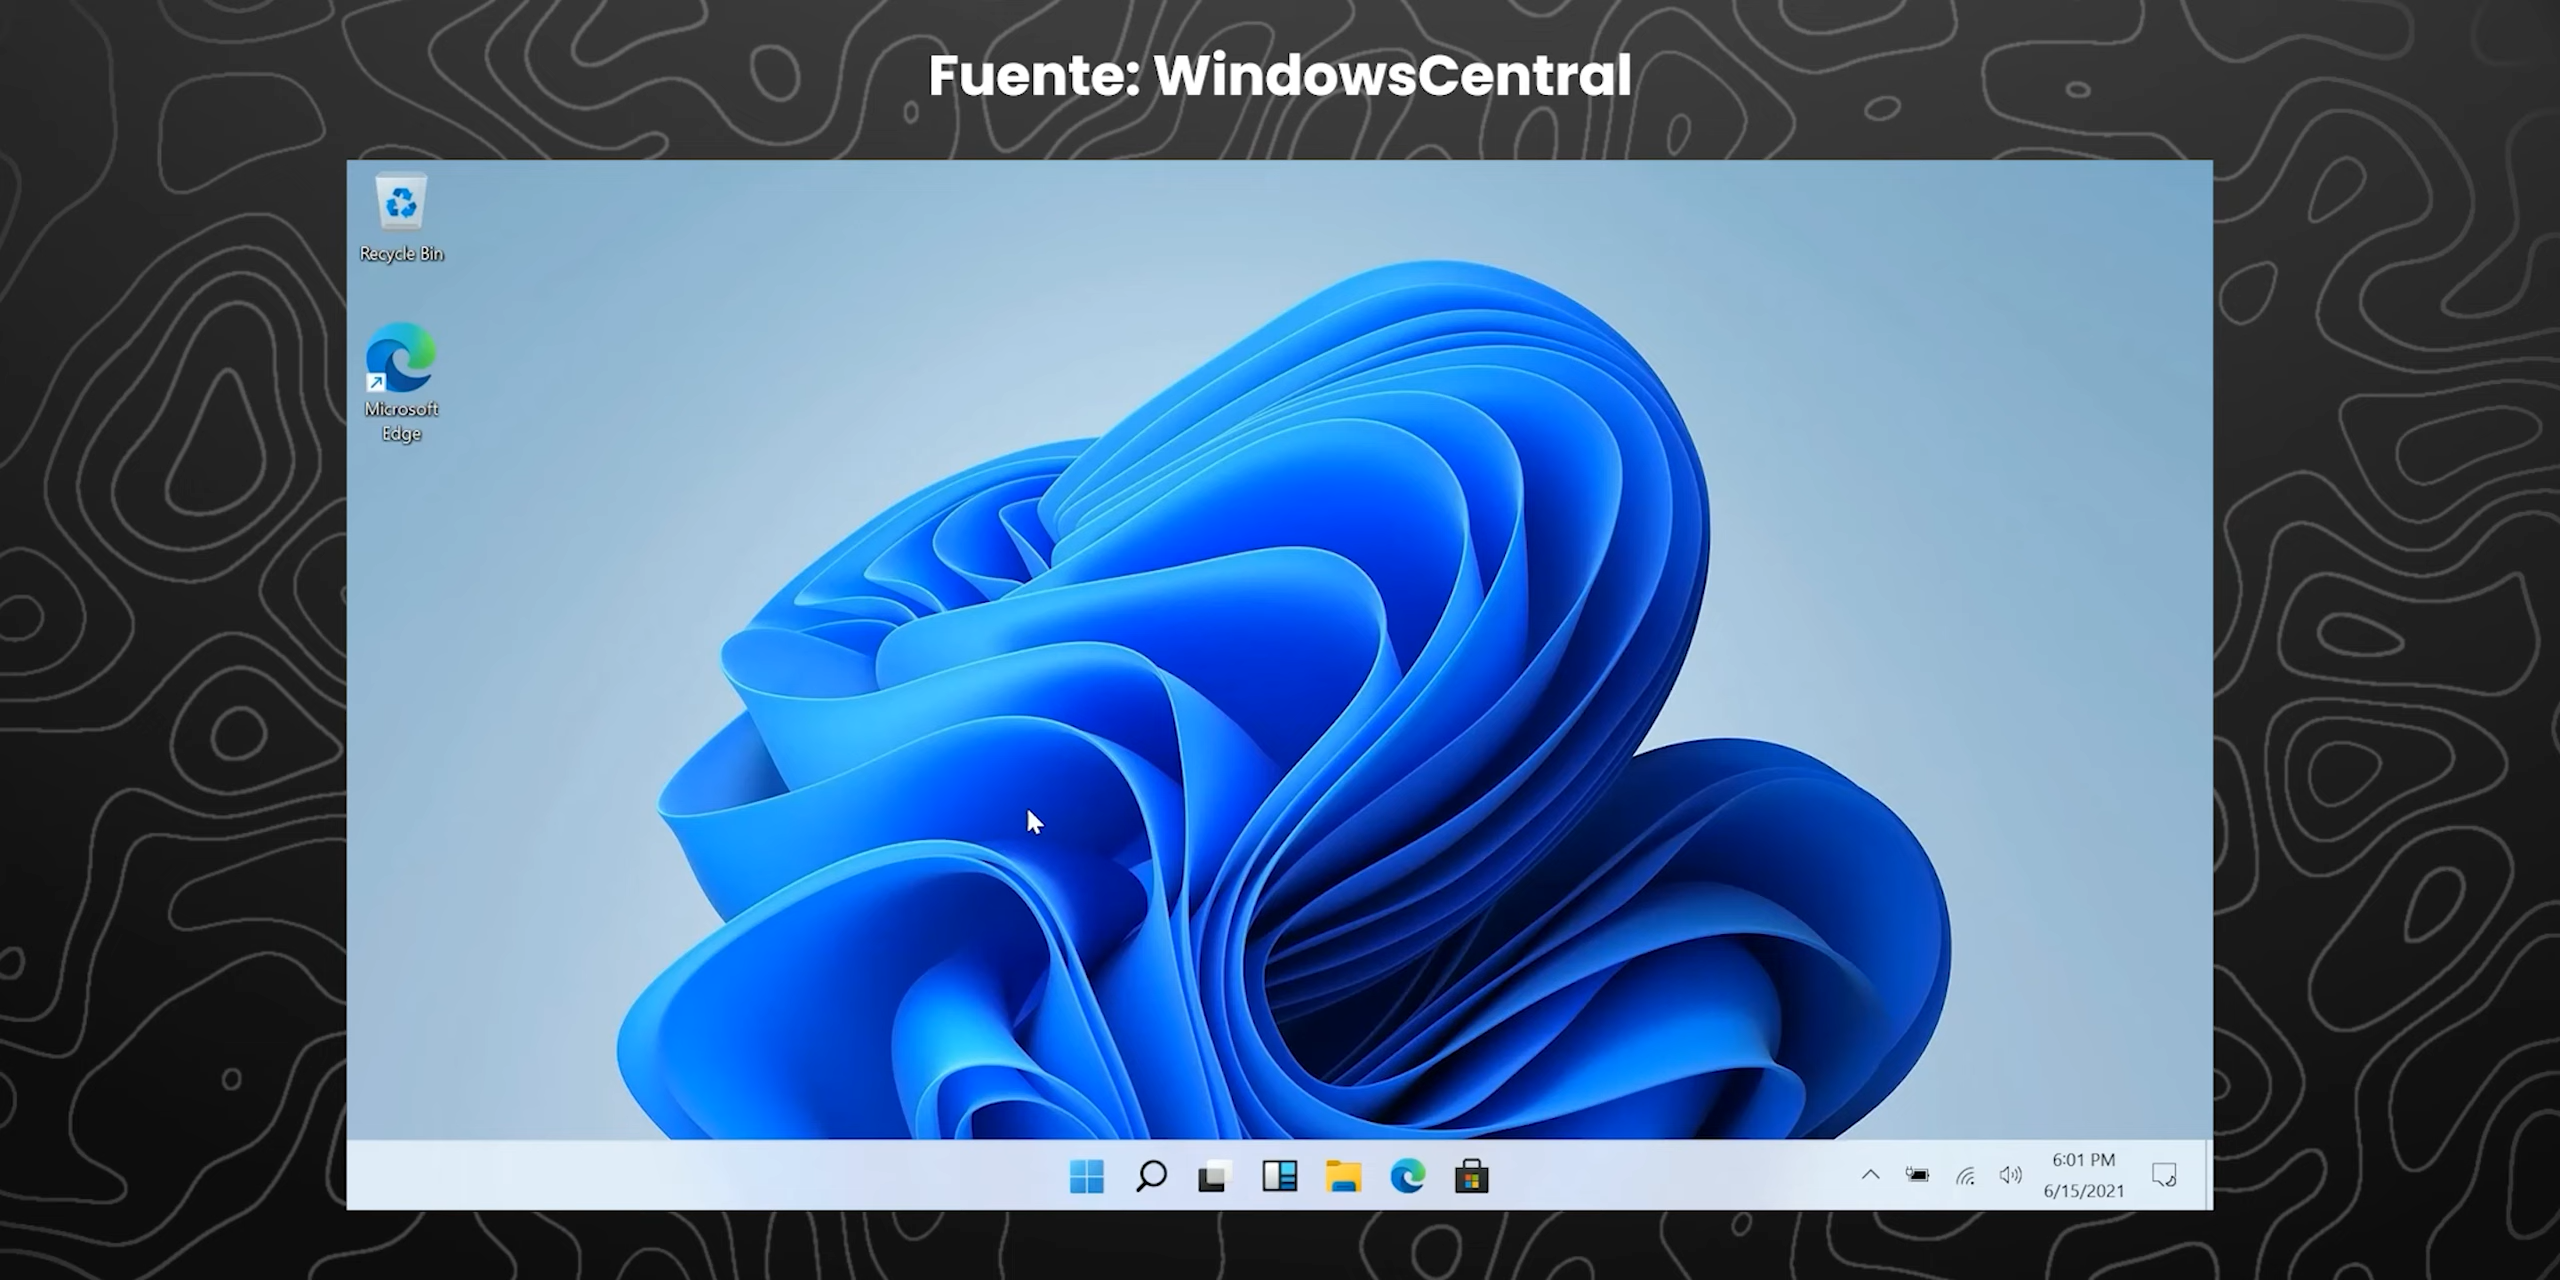 Fuente: WindowsCentral
Recycle Bin
Microsoft
Edge
6:01 PM
6/15/2021